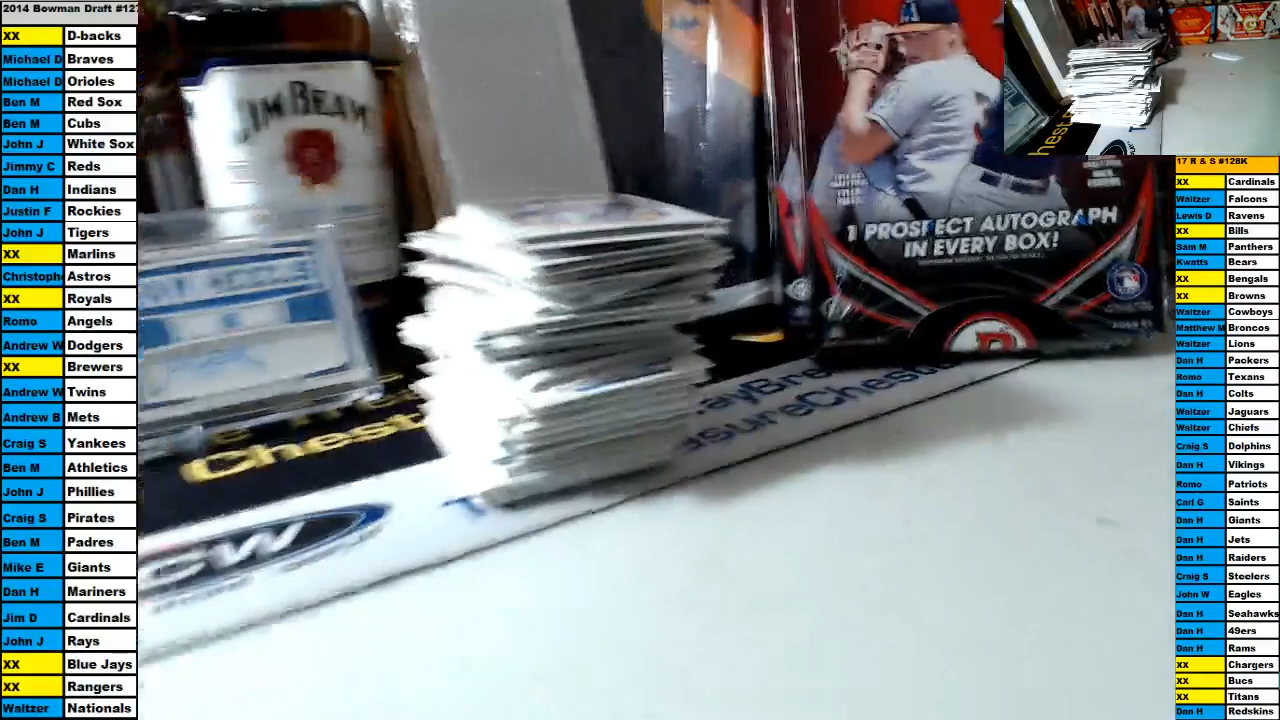 2014 Bowman Draft #127
XX D-backs
Michael D Braves
Michael D Orioles
Ben M Red Sox
Ben M Cubs
John J White Sox
Jimmy C Reds
Dan H Indians
Justin F Rockies
John J Tigers
XX Marlins
Christoph Astros
XX Royals
Romo Angels
Andrew W Dodgers
XX Brewers
Andrew W Twins
Andrew B Mets
Craig S Yankees
Ben M Athletics
John J Phillies
Craig S Pirates
Ben M Padres
Mike E Giants
Dan H Mariners
Jim D Cardinals
John J Rays
XX Blue Jays
XX Rangers
Waltzer Nationals
JIM BEAM
1 PROSPECT AUTOGRAPH
IN EVERY BOX!
Chest
17 R & S #128K
XX Cardinals
Waltzer Falcons
Lewis D Ravens
XX Bills
Sam M Panthers
Kwatts Bears
XX Bengals
XX Browns
Waltzer Cowboys
Matthew M Broncos
Waltzer Lions
Dan H Packers
Romo Texans
Dan H Colts
Waltzer Jaguars
Waltzer Chiefs
Craig S Dolphins
Dan H Vikings
Romo Patriots
Carl G Saints
Dan H Giants
Dan H Jets
Dan H Raiders
Craig S Steelers
John W Eagles
Dan H Seahawks
Dan H 49ers
Dan H Rams
XX Chargers
XX Bucs
XX Titans
Dan H Redskins